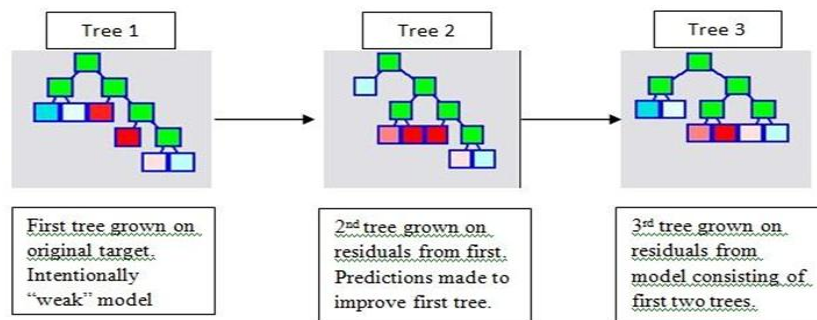 Tree 1
Tree 2
Tree 3
First tree grown on
original target.
Intentionally
“weak” model
2nd tree grown on
residuals from first.
Predictions made to
improve first tree.
3rd tree grown on
residuals from
model consisting of
first two trees.